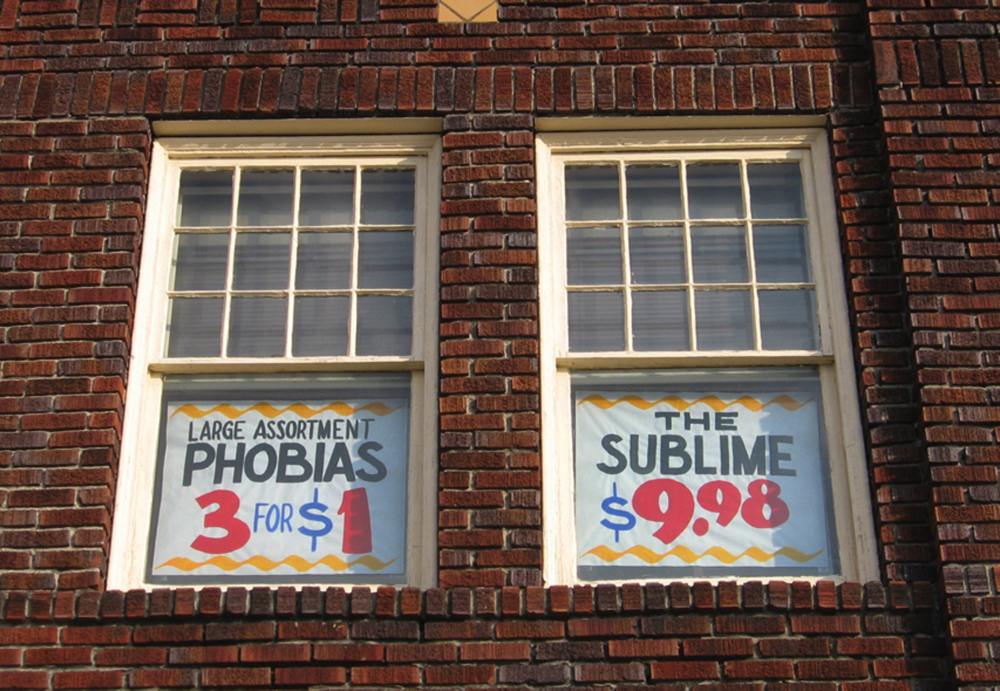 LARGE ASSORTMENT
PHOBIAS
3 FOR $1
THE
SUBLIME
$9.98